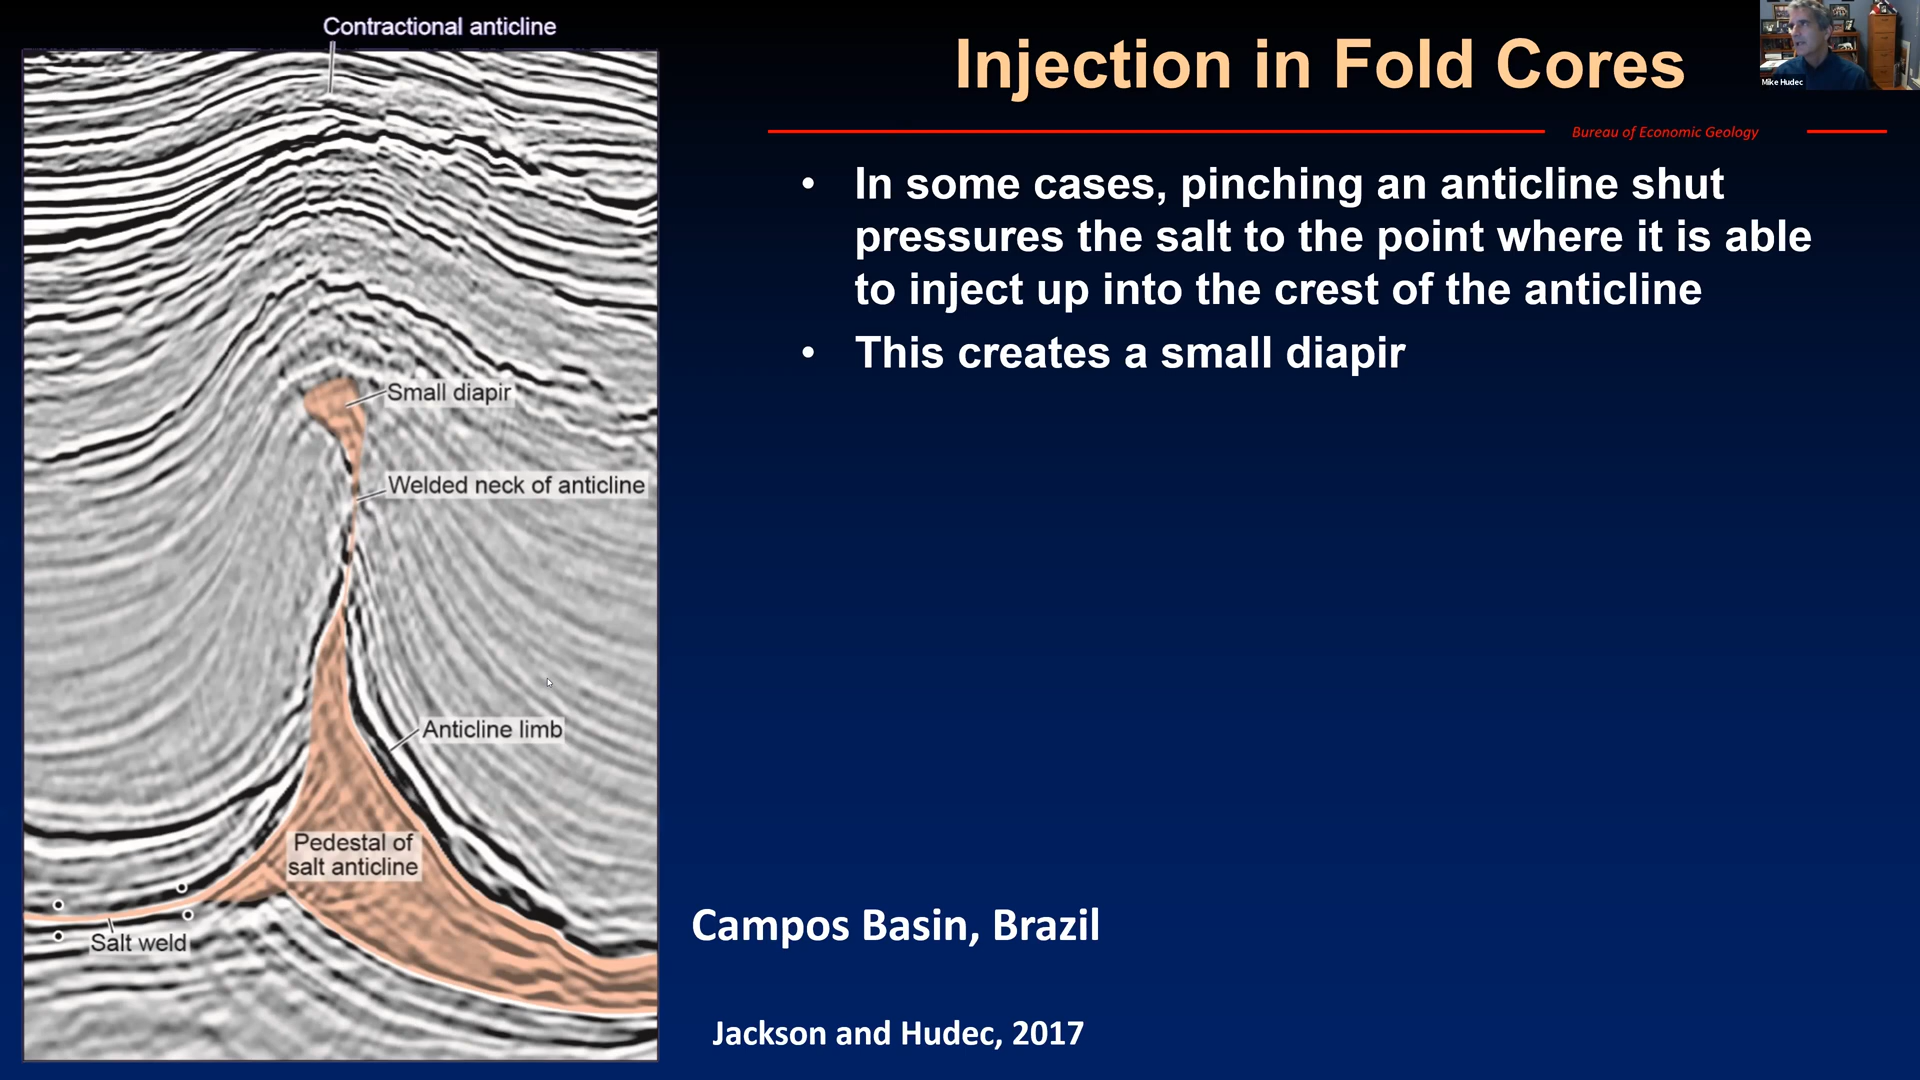 Contractional anticline
Injection in Fold Cores
Mike Hudec
Bureau of Economic Geology
• In some cases, pinching an anticline shut
pressures the salt to the point where it is able
to inject up into the crest of the anticline
• This creates a small diapir
Small diapir
Welded neck of anticline
Anticline limb
Pedestal of
salt anticline
Salt weld
Campos Basin, Brazil
Jackson and Hudec, 2017